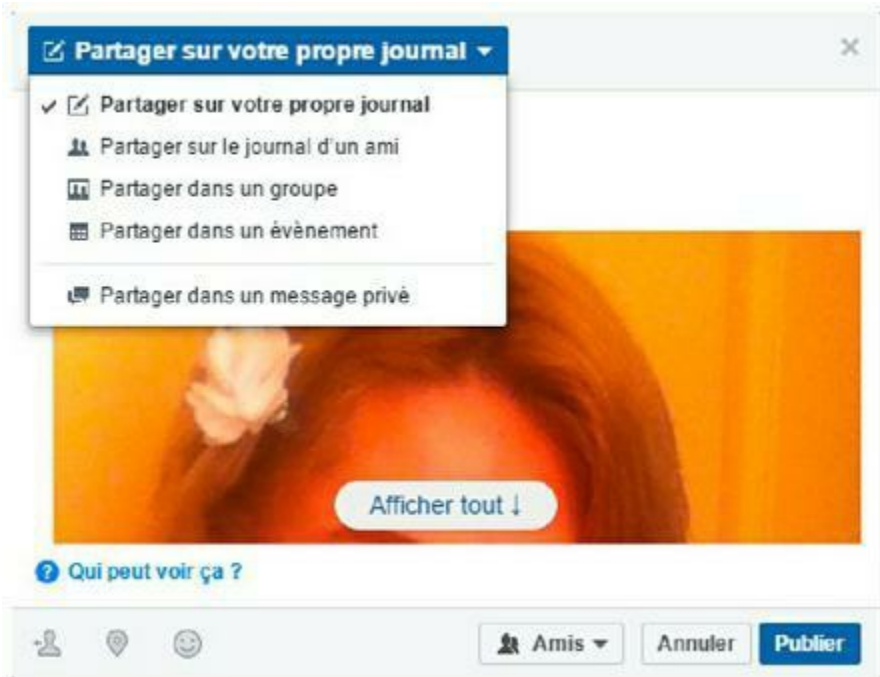 Partager sur votre propre journal
Partager sur votre propre journal
Partager sur le journal d'un ami
Partager dans un groupe
Partager dans un évènement
Partager dans un message privé
Afficher tout ↓
Qui peut voir ça ?
Amis
Annuler
Publier